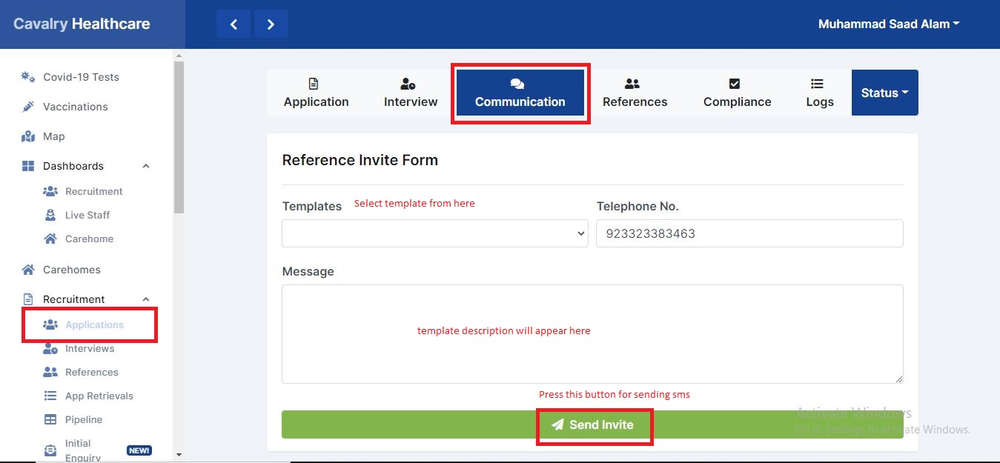 Cavalry Healthcare
Muhammad Saad Alam
Covid-19 Tests
Vaccinations
Map
Dashboards
Recruitment
Live Staff
Carehome
Carehomes
Recruitment
Applications
Interviews
References
App Retrievals
Pipeline
Initial
Enquiry NEW!
Application
Interview
Communication
References
Compliance
Logs
Status
Reference Invite Form
Templates Select template from here
Telephone No.
923323383463
Message
template description will appear here
Press this button for sending sms
Send Invite
Activate Windows
Go to Settings to activate Windows.